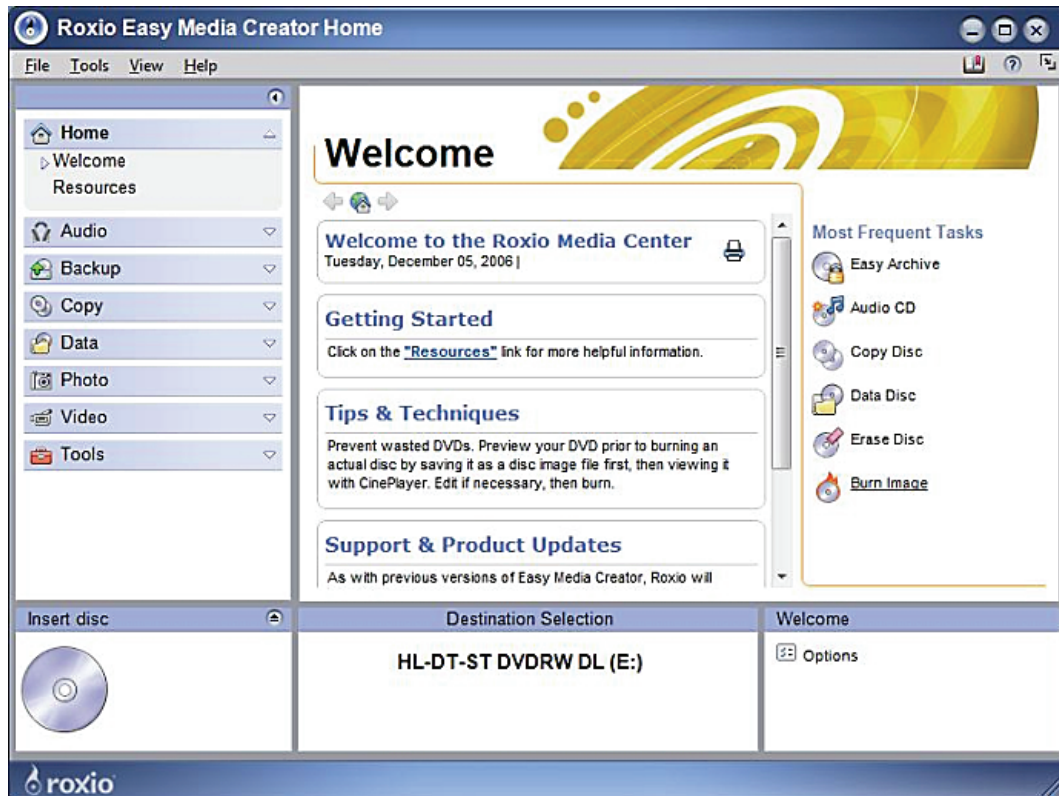 Roxio Easy Media Creator Home
File Tools View Help
Home
Welcome
Resources
Audio
Backup
Copy
Data
Photo
Video
Tools
Welcome
Welcome to the Roxio Media Center
Tuesday, December 05, 2006 |
Getting Started
Click on the "Resources" link for more helpful information.
Tips & Techniques
Prevent wasted DVDs. Preview your DVD prior to burning an
actual disc by saving it as a disc image file first, then viewing it
with CinePlayer. Edit if necessary, then burn.
Support & Product Updates
As with previous versions of Easy Media Creator, Roxio will
Most Frequent Tasks
Easy Archive
Audio CD
Copy Disc
Data Disc
Erase Disc
Burn Image
Insert disc
Destination Selection
HL-DT-ST DVDRW DL (E:)
Welcome
Options
roxio